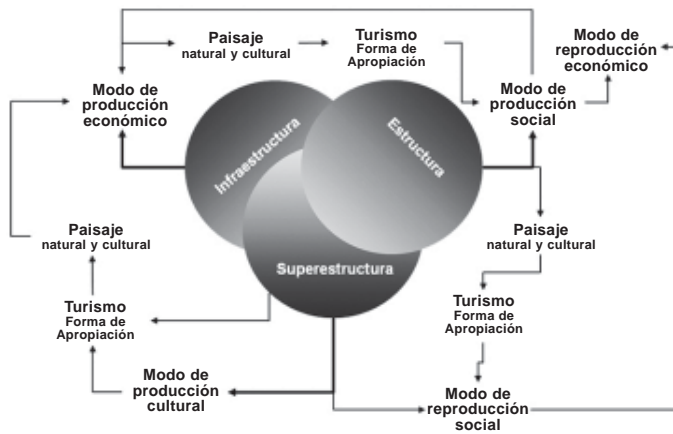 Paisaje
natural y cultural
Turismo
Forma de
Apropiación
Modo de
reproducción
económico
Modo de
producción
económico
Modo de
producción
social
Infraestructura
Estructura
Superestructura
Paisaje
natural y cultural
Paisaje
natural y cultural
Turismo
Forma de
Apropiación
Turismo
Forma de
Apropiación
Modo de
producción
cultural
Modo de
reproducción
social